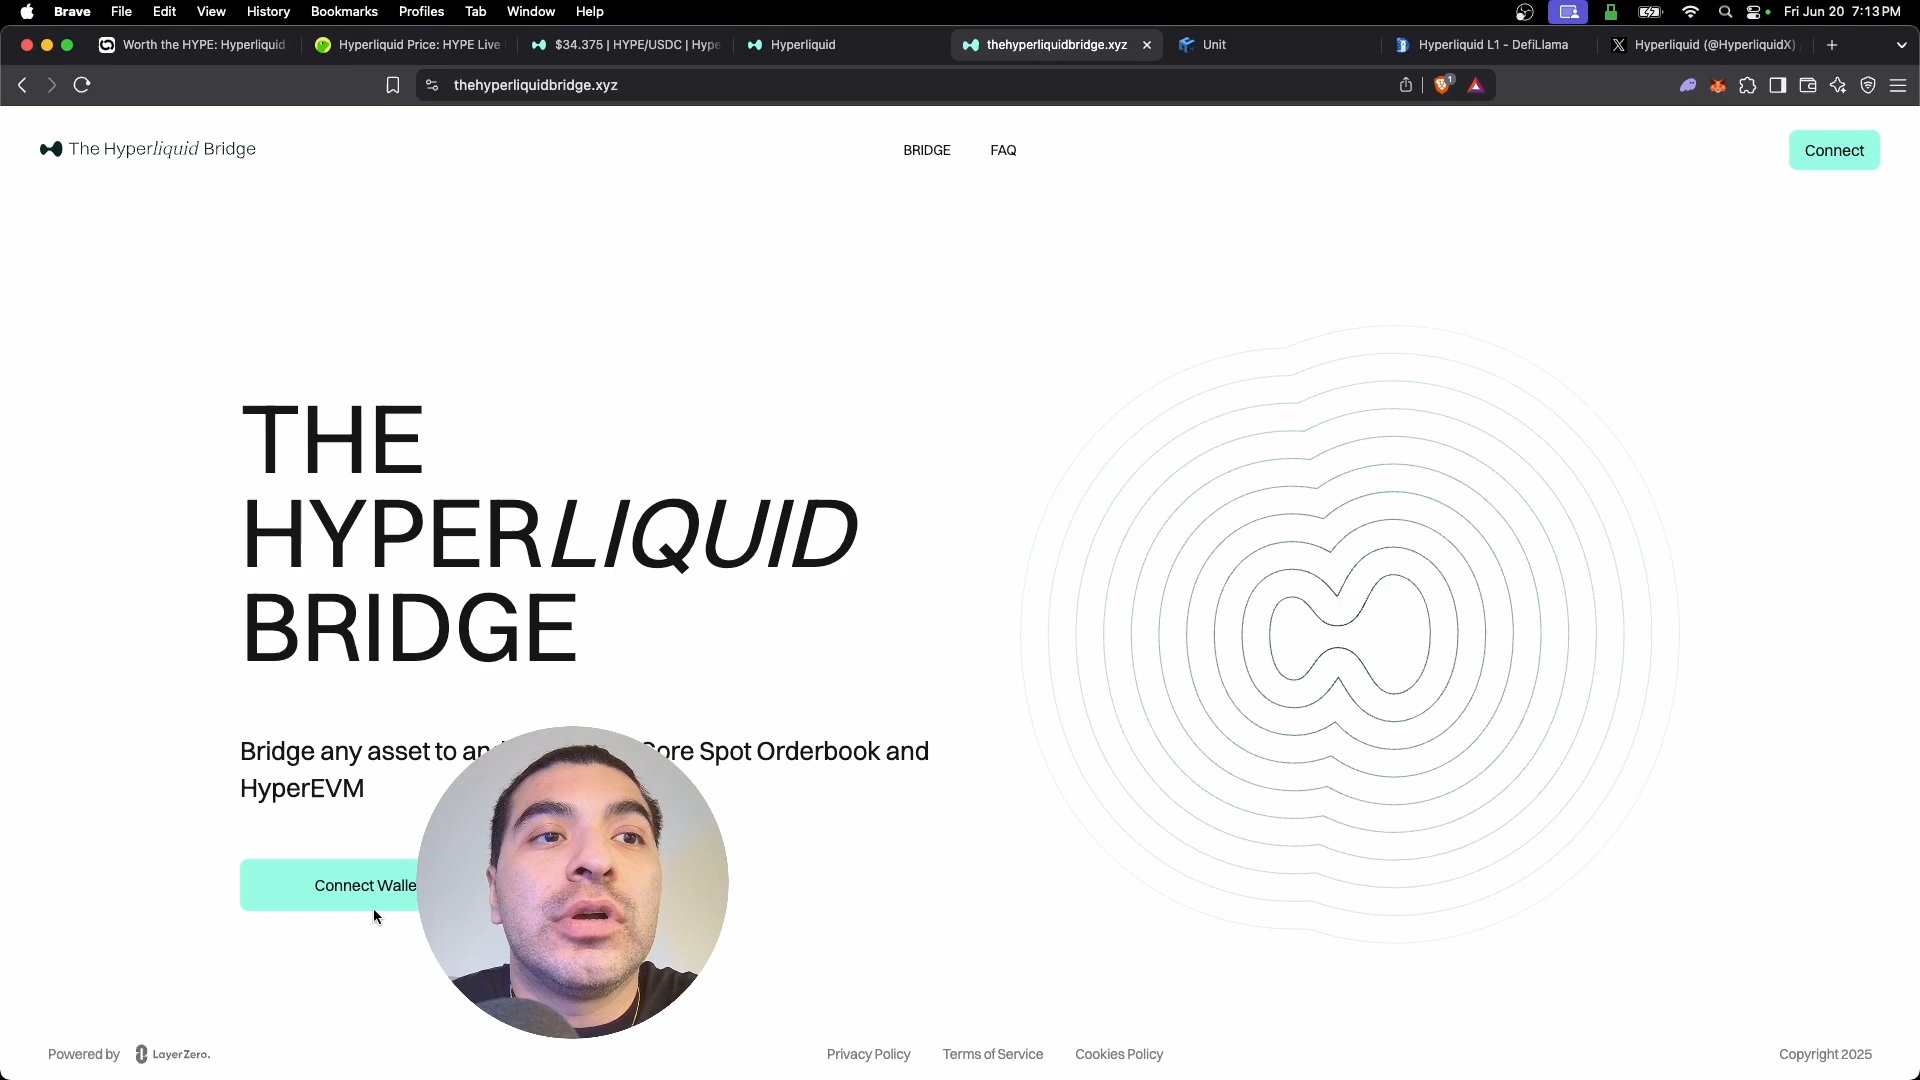 Brave File Edit View History Bookmarks Profiles Tab Window Help Fri Jun 20 7:13 PM
Worth the HYPE: Hyperliquid Hyperliquid Price: HYPE Live $34.375 | HYPE/USDC | Hype Hyperliquid thehyperliquidbridge.xyz Unit Hyperliquid L1 - DefiLlama Hyperliquid (@HyperliquidX)
thehyperliquidbridge.xyz 1
The Hyperliquid Bridge BRIDGE FAQ Connect
THE
HYPERLIQUID
BRIDGE
Bridge any asset to an Core Spot Orderbook and
HyperEVM
Connect Walle
Powered by LayerZero. Privacy Policy Terms of Service Cookies Policy Copyright 2025